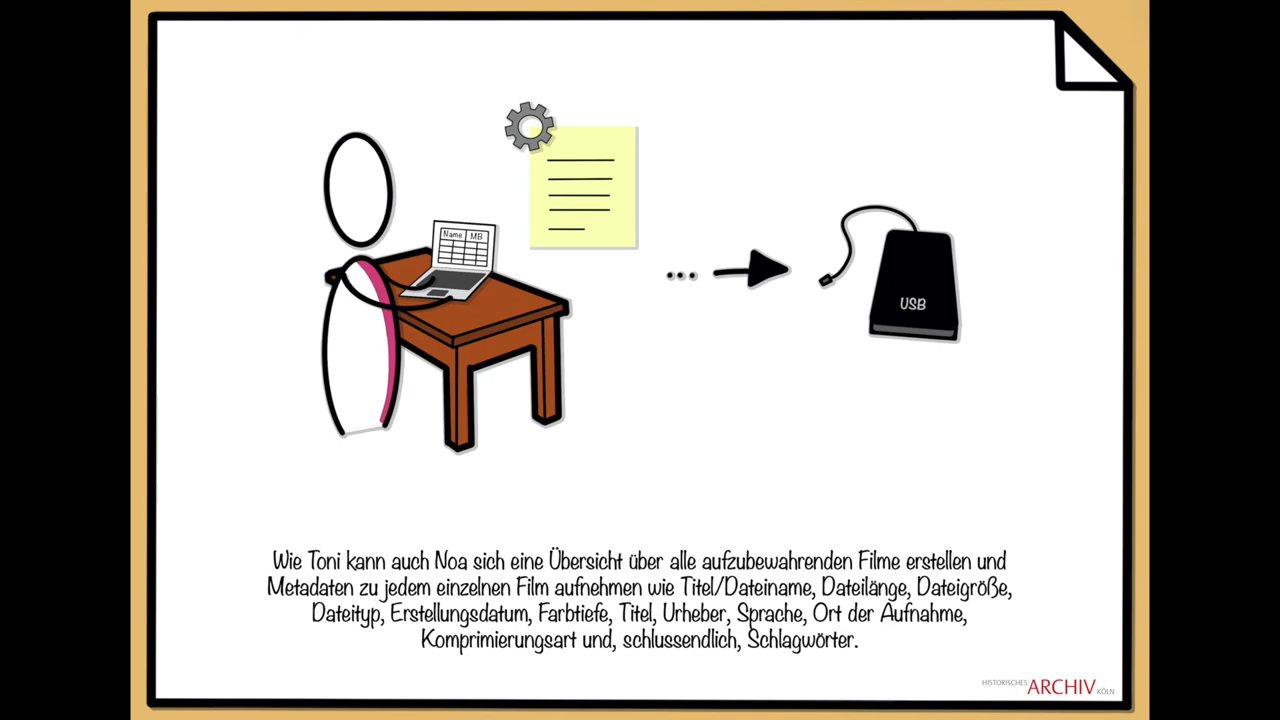 Name MB
USB
Wie Toni kann auch Noa sich eine Übersicht über alle aufzubewahrenden Filme erstellen und
Metadaten zu jedem einzelnen Film aufnehmen wie Titel/Dateiname, Dateilänge, Dateigröße,
Dateityp, Erstellungsdatum, Farbtiefe, Titel, Urheber, Sprache, Ort der Aufnahme,
Komprimierungsart und, schlussendlich, Schlagwörter.
HISTORISCHES ARCHIV KÖLN